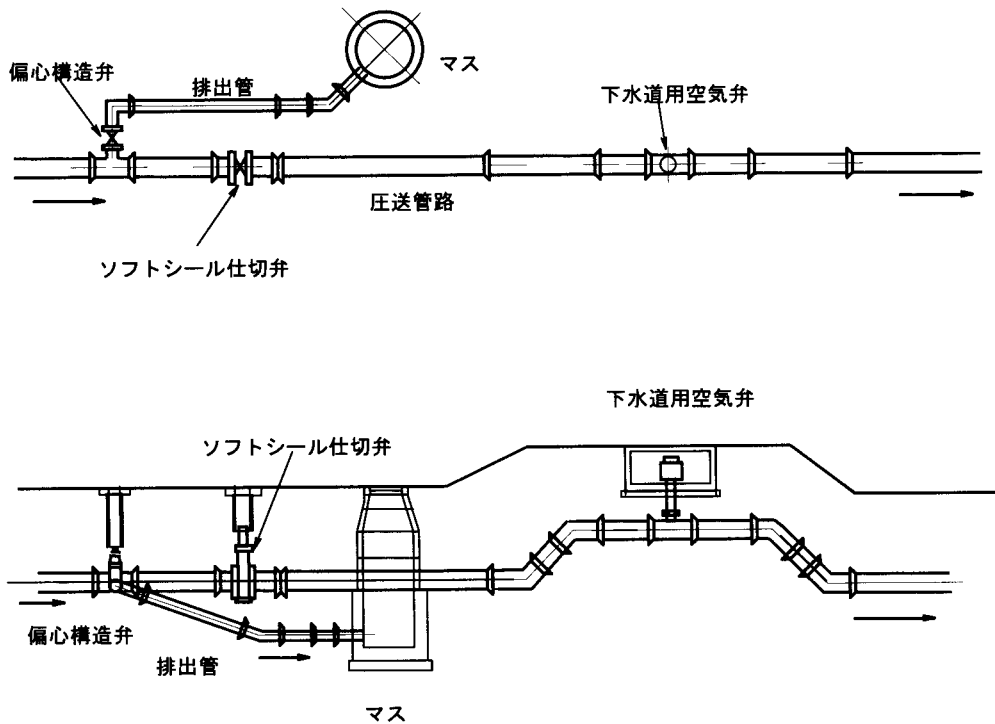 偏心構造弁
排出管
マス
下水道用空気弁
圧送管路
ソフトシール仕切弁
下水道用空気弁
ソフトシール仕切弁
偏心構造弁
排出管
マス